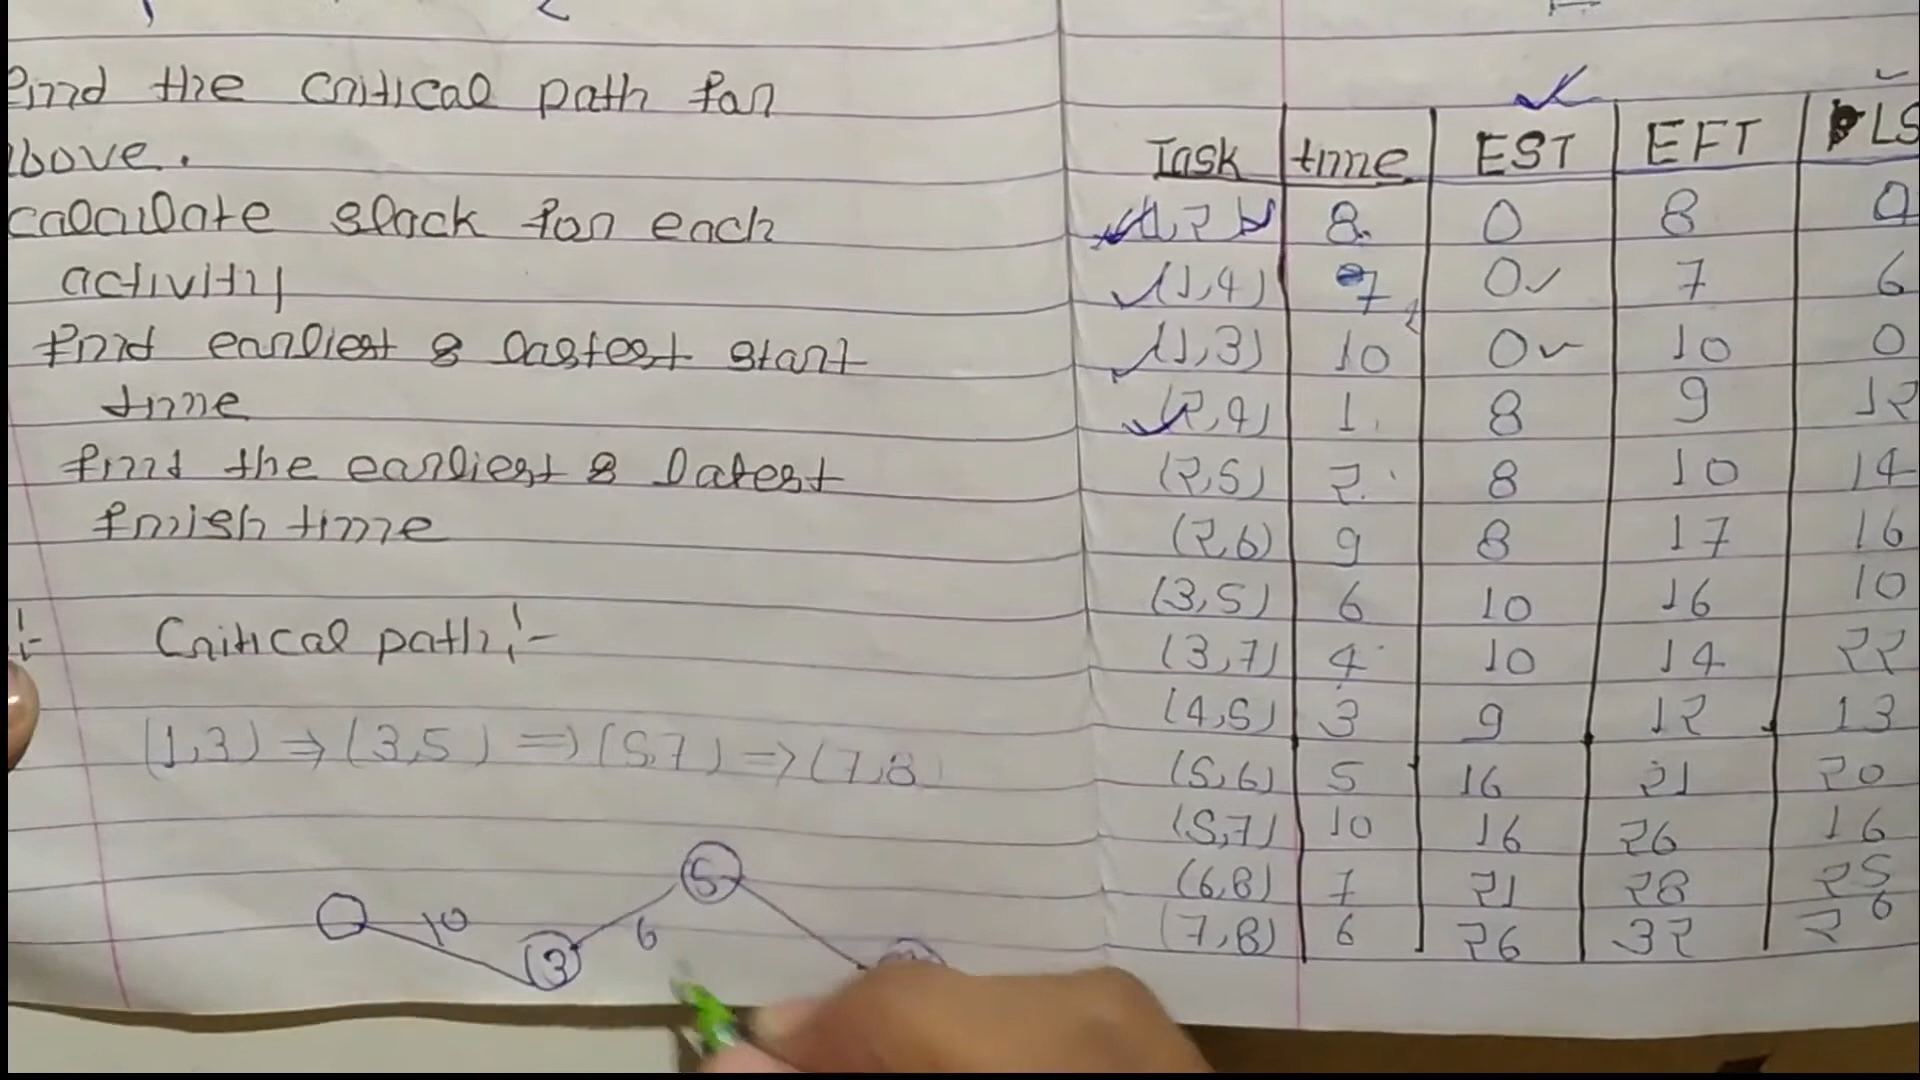 find the critical path for
above.
calculate slack for each
activity
find earliest & lastest start
time
find the earliest & latest
finish time
:- Critical path :-
(1,3) ⇒ (3,5) ⇒ (5,7) ⇒ (7,8)
10 3 6 5
Task time EST EFT LS
(1,2) 8 0 8
(1,4) 7 0 7 6
(1,3) 10 0 10 0
(2,4) 1 8 9 12
(2,5) 2 8 10 14
(2,6) 9 8 17 16
(3,5) 6 10 16 10
(3,7) 4 10 14 22
(4,5) 3 9 12 13
(5,6) 5 16 21 20
(5,7) 10 16 26 16
(6,8) 7 21 28 25
(7,8) 6 26 32 26